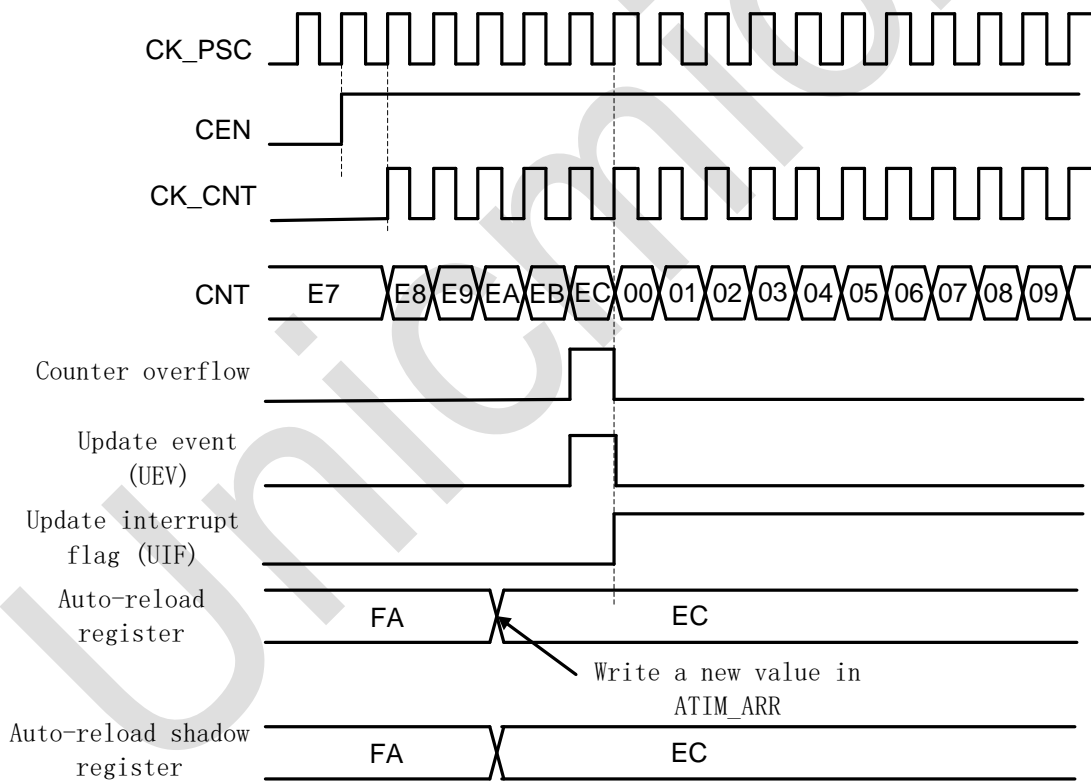 CK_PSC
CEN
CK_CNT
CNT E7 E8 E9 EA EB EC 00 01 02 03 04 05 06 07 08 09
Counter overflow
Update event
(UEV)
Update interrupt
flag (UIF)
Auto-reload
register
FA EC
Write a new value in
ATIM_ARR
Auto-reload shadow
register
FA EC
Unicmicro